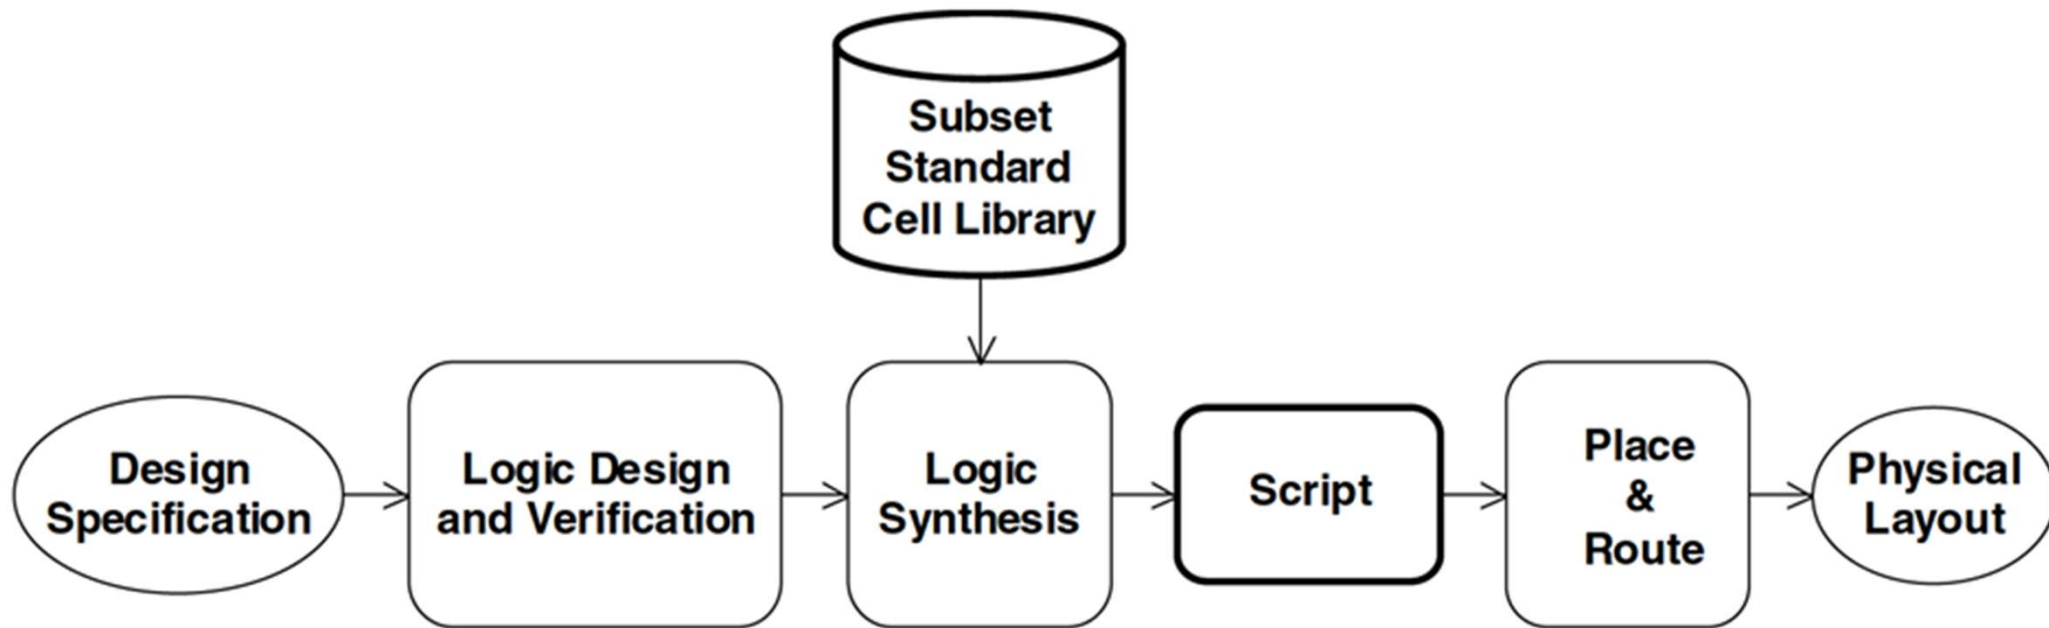 Subset
Standard
Cell Library
Design
Specification
Logic Design
and Verification
Logic
Synthesis
Script
Place
&
Route
Physical
Layout